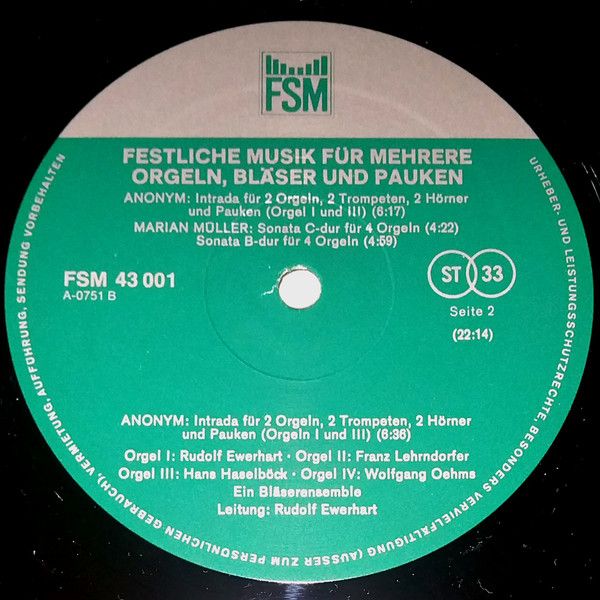 FSM
FESTLICHE MUSIK FÜR MEHRERE
ORGELN, BLÄSER UND PAUKEN
ANONYM: Intrada für 2 Orgeln, 2 Trompeten, 2 Hörner
und Pauken (Orgel I und III) (6:17)
MARIAN MÜLLER: Sonata C-dur für 4 Orgeln (4:22)
Sonata B-dur für 4 Orgeln (4:59)
FSM 43 001
A-0751 B
ST 33
Seite 2
(22:14)
ANONYM: Intrada für 2 Orgeln, 2 Trompeten, 2 Hörner
und Pauken (Orgeln I und III) (6:36)
Orgel I: Rudolf Ewerhart · Orgel II: Franz Lehrndorfer
Orgel III: Hans Haselböck · Orgel IV: Wolfgang Oehms
Ein Bläserensemble
Leitung: Rudolf Ewerhart
URHEBER- UND LEISTUNGSSCHUTZRECHTE, BESONDERS VERVIELFÄLTIGUNG (AUSSER ZUM PERSÖNLICHEN GEBRAUCH), VERMIETUNG, AUFFÜHRUNG, SENDUNG VORBEHALTEN